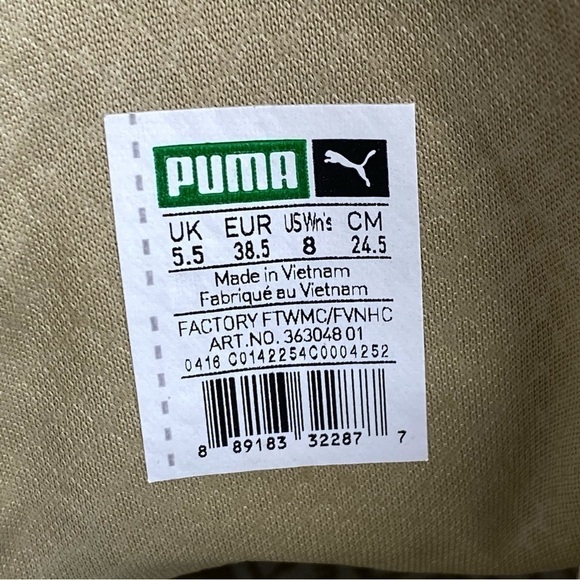 PUMA
UK EUR US Wn's CM
5.5 38.5 8 24.5
Made in Vietnam
Fabriqué au Vietnam
FACTORY FTWMC/FVNHC
ART.NO. 363048 01
0416 C0142254C0004252
8 89183 32287 7